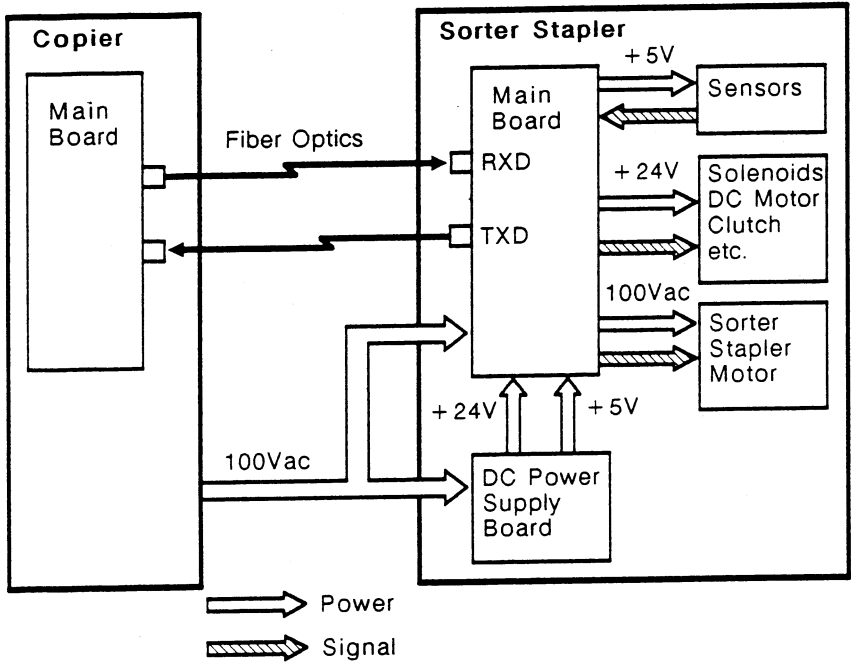 Copier
Main
Board
Fiber Optics
Sorter Stapler
Main
Board
RXD
TXD
+5V
Sensors
+24V
Solenoids
DC Motor
Clutch
etc.
100Vac
Sorter
Stapler
Motor
+24V
+5V
100Vac
DC Power
Supply
Board
Power
Signal